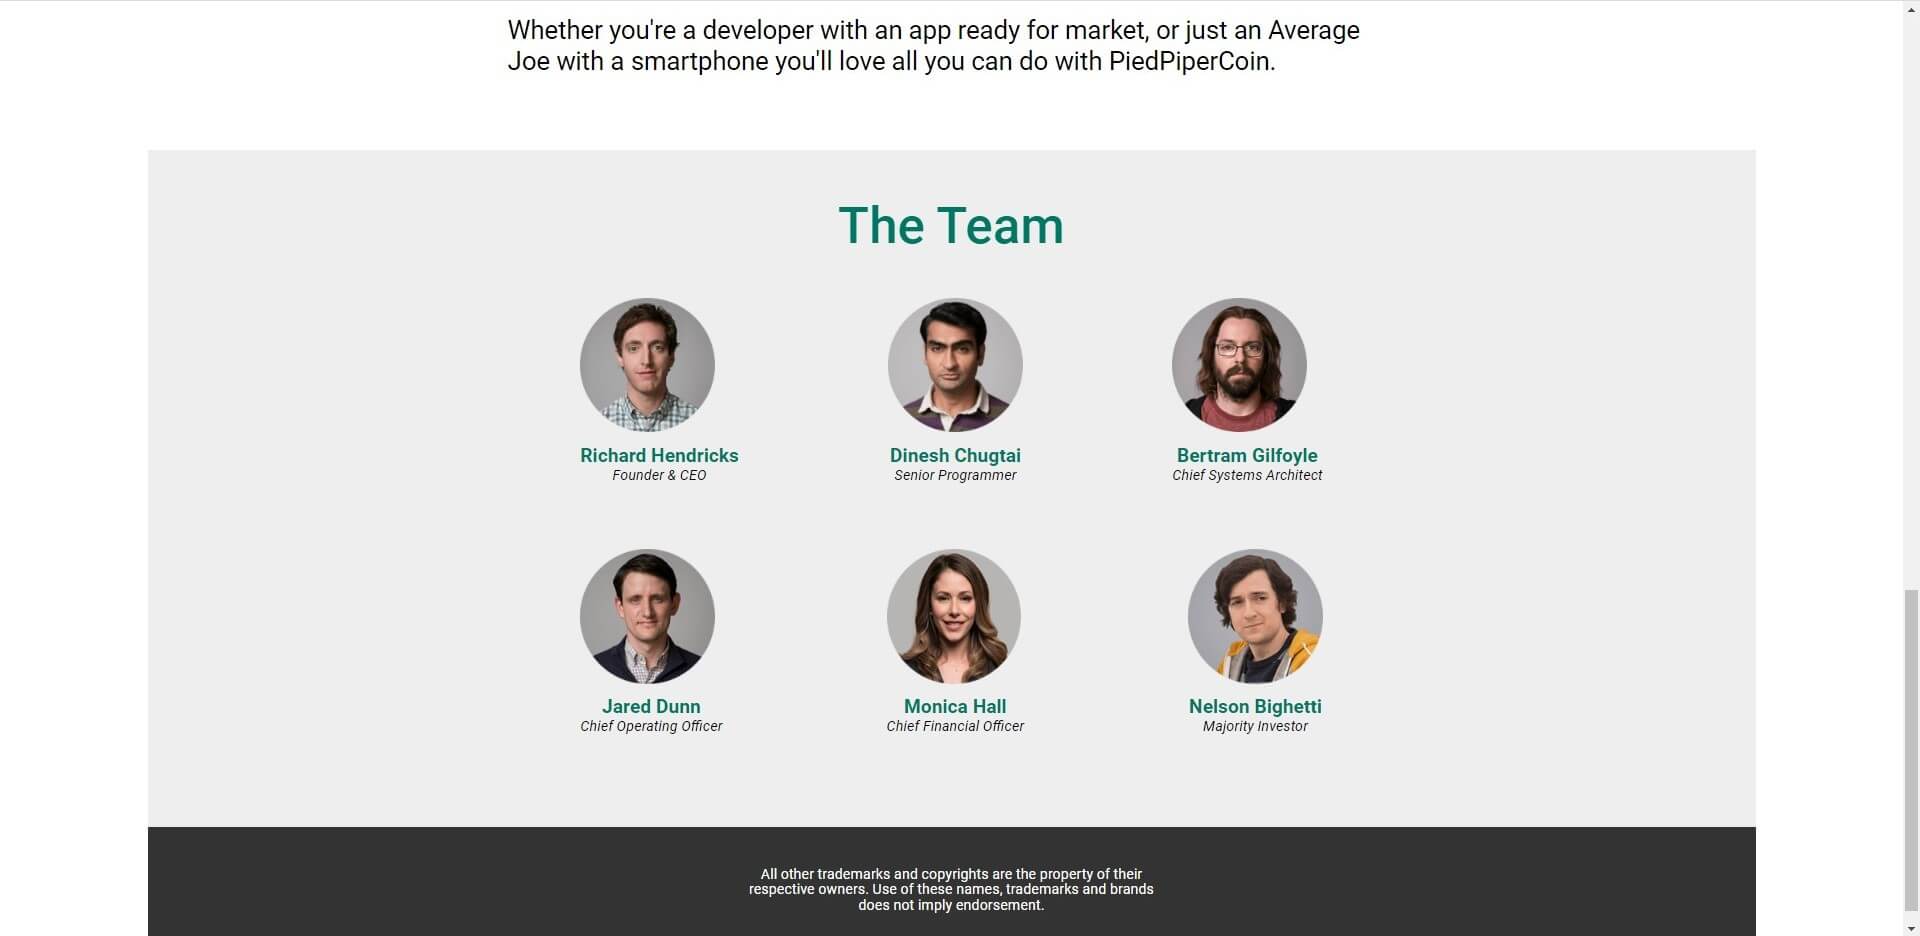 Whether you're a developer with an app ready for market, or just an Average
Joe with a smartphone you'll love all you can do with PiedPiperCoin.
The Team
Richard Hendricks
Founder & CEO
Dinesh Chugtai
Senior Programmer
Bertram Gilfoyle
Chief Systems Architect
Jared Dunn
Chief Operating Officer
Monica Hall
Chief Financial Officer
Nelson Bighetti
Majority Investor
All other trademarks and copyrights are the property of their
respective owners. Use of these names, trademarks and brands
does not imply endorsement.